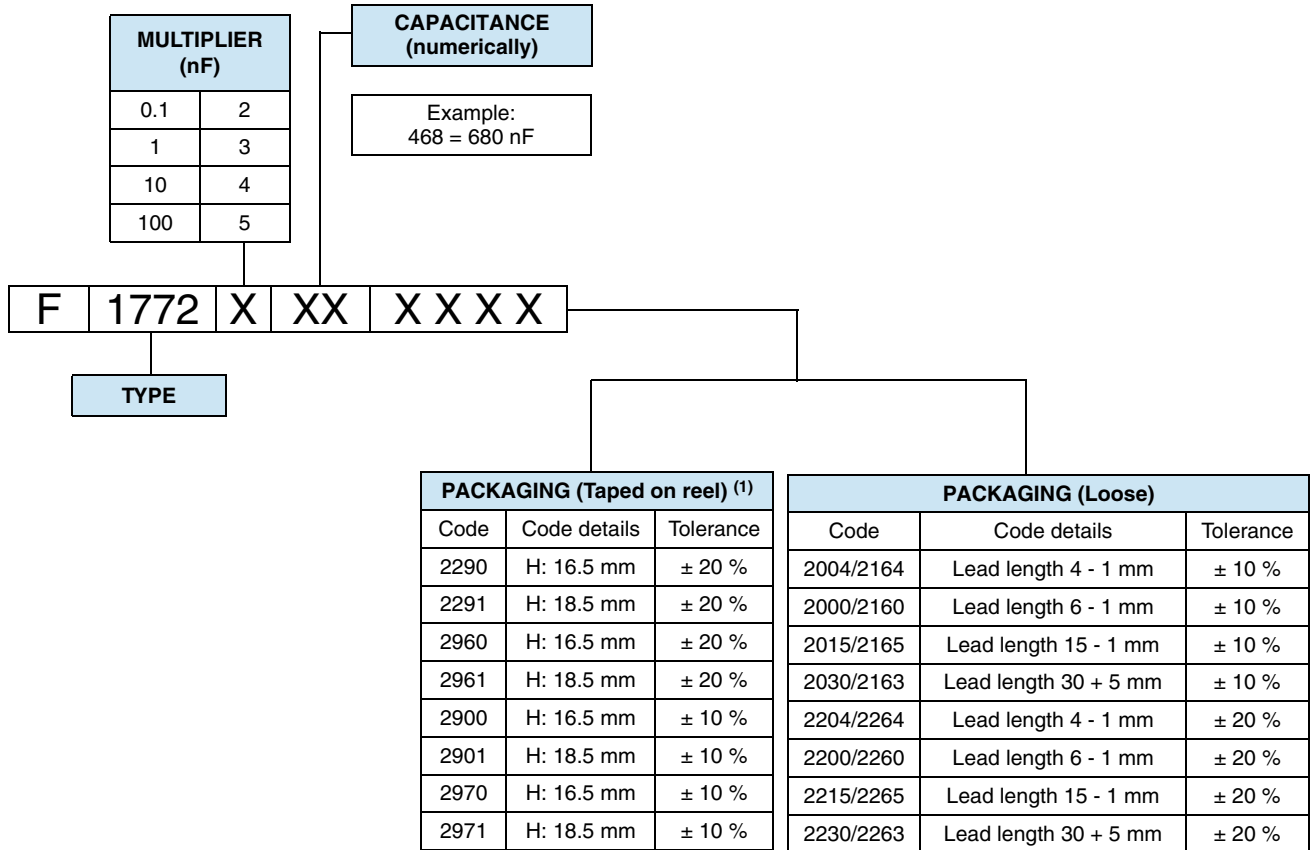 MULTIPLIER
(nF)
0.1 2
1 3
10 4
100 5
CAPACITANCE
(numerically)
Example:
468 = 680 nF
F 1772 X XX X X X X
TYPE
PACKAGING (Taped on reel) (1)
Code Code details Tolerance
2290 H: 16.5 mm ± 20 %
2291 H: 18.5 mm ± 20 %
2960 H: 16.5 mm ± 20 %
2961 H: 18.5 mm ± 20 %
2900 H: 16.5 mm ± 10 %
2901 H: 18.5 mm ± 10 %
2970 H: 16.5 mm ± 10 %
2971 H: 18.5 mm ± 10 %
PACKAGING (Loose)
Code Code details Tolerance
2004/2164 Lead length 4 - 1 mm ± 10 %
2000/2160 Lead length 6 - 1 mm ± 10 %
2015/2165 Lead length 15 - 1 mm ± 10 %
2030/2163 Lead length 30 + 5 mm ± 10 %
2204/2264 Lead length 4 - 1 mm ± 20 %
2200/2260 Lead length 6 - 1 mm ± 20 %
2215/2265 Lead length 15 - 1 mm ± 20 %
2230/2263 Lead length 30 + 5 mm ± 20 %